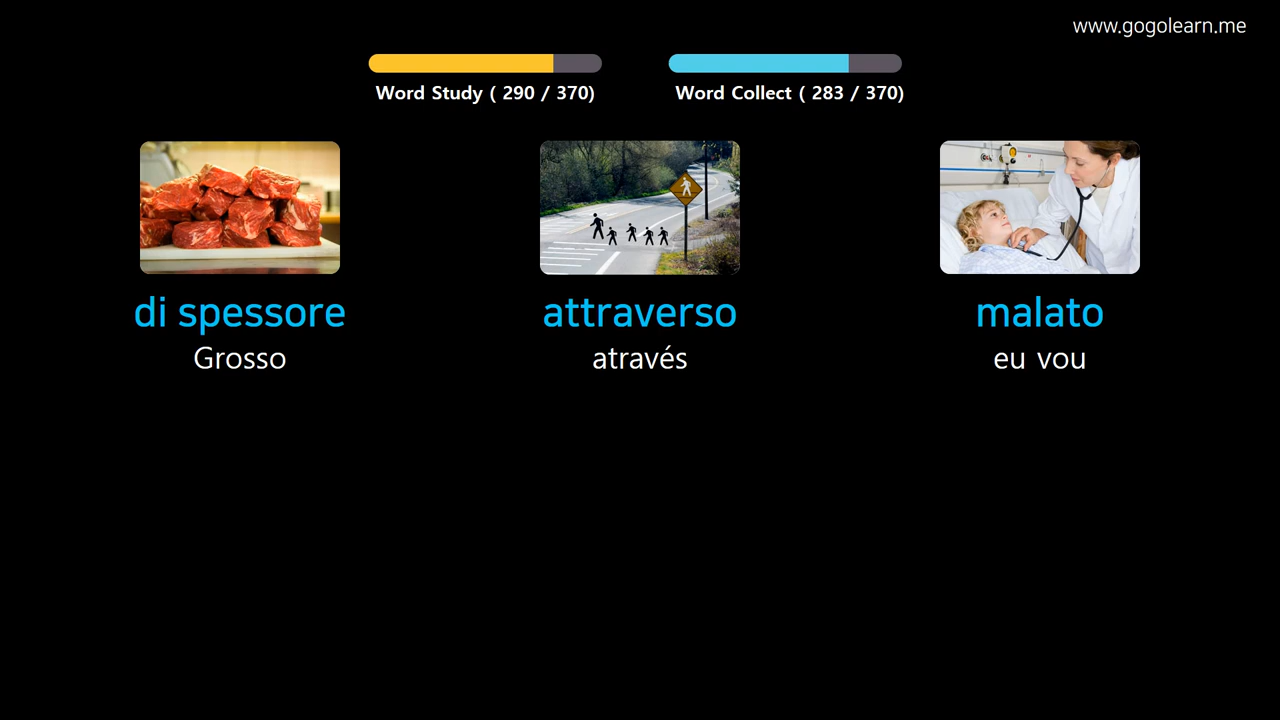 www.gogolearn.me
Word Study ( 290 / 370)
Word Collect ( 283 / 370)
di spessore
attraverso
malato
Grosso
através
eu vou